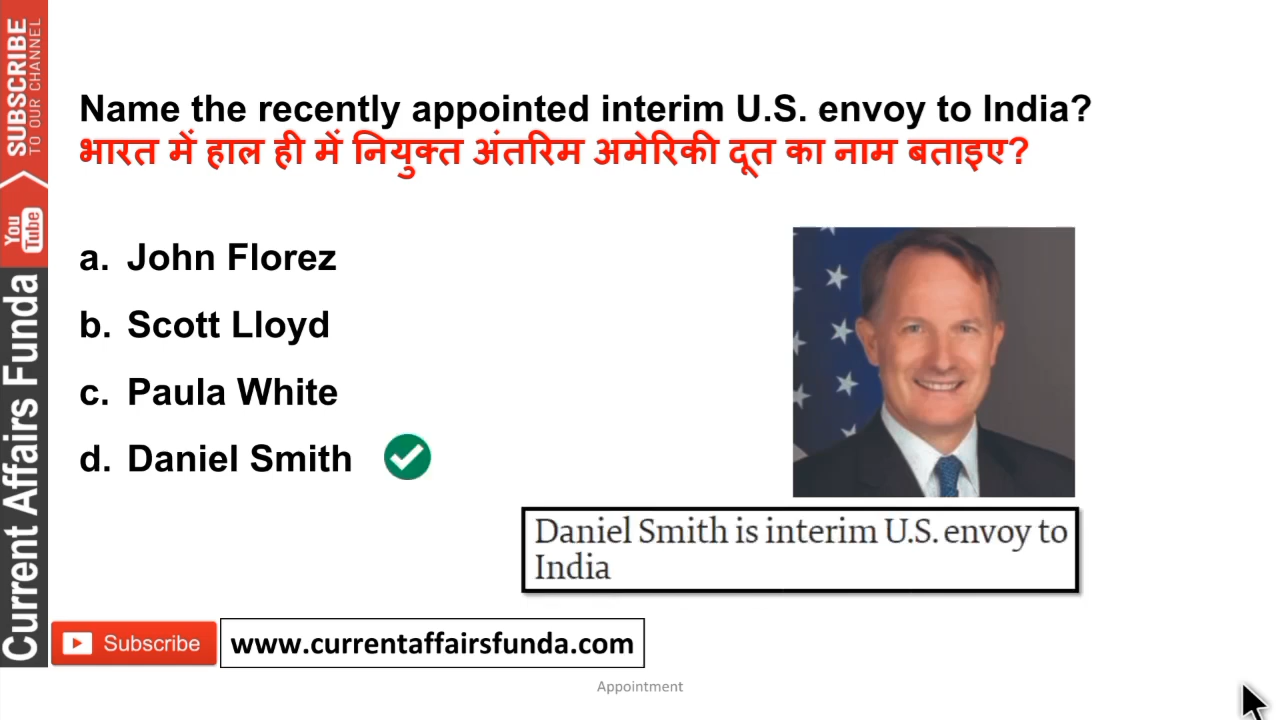 SUBSCRIBE
TO OUR CHANNEL
You
Tube
Current Affairs Funda
Name the recently appointed interim U.S. envoy to India?
भारत में हाल ही में नियुक्त अंतरिम अमेरिकी दूत का नाम बताइए?
a. John Florez
b. Scott Lloyd
c. Paula White
d. Daniel Smith
Daniel Smith is interim U.S. envoy to
India
Subscribe
www.currentaffairsfunda.com
Appointment